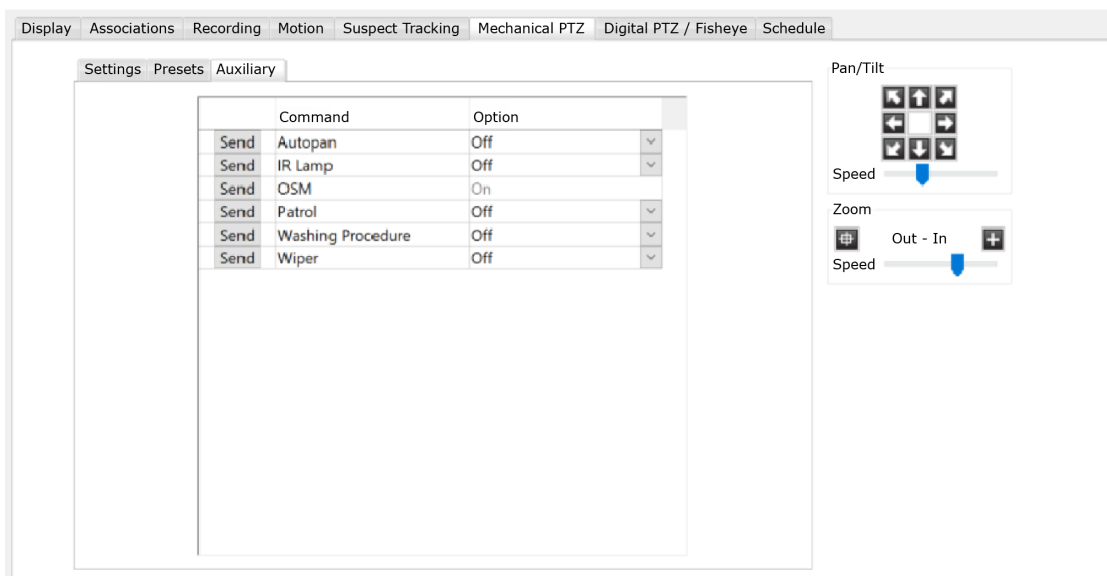 Display Associations Recording Motion Suspect Tracking Mechanical PTZ Digital PTZ / Fisheye Schedule
Settings Presets Auxiliary
Command Option
Send Autopan Off
Send IR Lamp Off
Send OSM On
Send Patrol Off
Send Washing Procedure Off
Send Wiper Off
Pan/Tilt
Speed
Zoom
Out - In
Speed